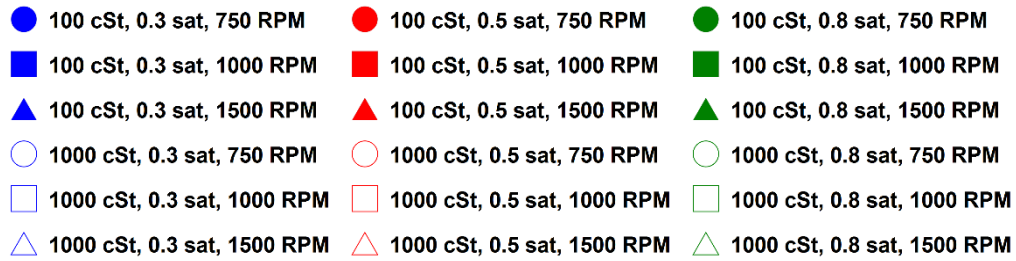 100 cSt, 0.3 sat, 750 RPM 100 cSt, 0.5 sat, 750 RPM 100 cSt, 0.8 sat, 750 RPM
100 cSt, 0.3 sat, 1000 RPM 100 cSt, 0.5 sat, 1000 RPM 100 cSt, 0.8 sat, 1000 RPM
100 cSt, 0.3 sat, 1500 RPM 100 cSt, 0.5 sat, 1500 RPM 100 cSt, 0.8 sat, 1500 RPM
1000 cSt, 0.3 sat, 750 RPM 1000 cSt, 0.5 sat, 750 RPM 1000 cSt, 0.8 sat, 750 RPM
1000 cSt, 0.3 sat, 1000 RPM 1000 cSt, 0.5 sat, 1000 RPM 1000 cSt, 0.8 sat, 1000 RPM
1000 cSt, 0.3 sat, 1500 RPM 1000 cSt, 0.5 sat, 1500 RPM 1000 cSt, 0.8 sat, 1500 RPM